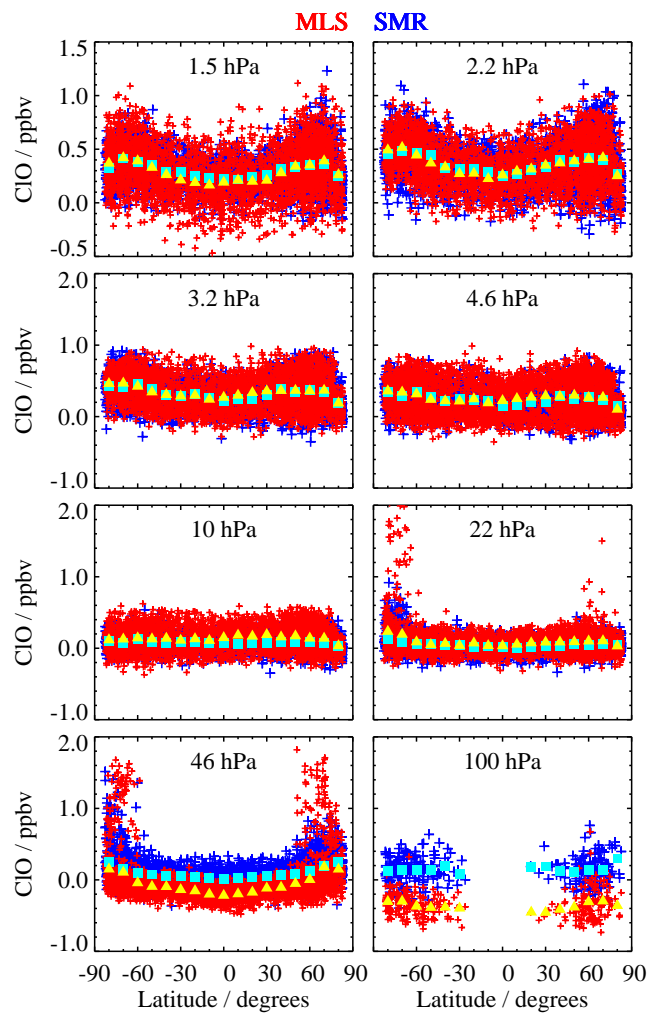 MLS SMR
1.5 hPa 2.2 hPa
1.5
1.0
0.5
0.0
-0.5
ClO / ppbv
3.2 hPa 4.6 hPa
2.0
1.0
0.0
-1.0
ClO / ppbv
10 hPa 22 hPa
2.0
1.0
0.0
-1.0
ClO / ppbv
46 hPa 100 hPa
2.0
1.0
0.0
-1.0
ClO / ppbv
-90 -60 -30 0 30 60 90 -60 -30 0 30 60 90
Latitude / degrees Latitude / degrees